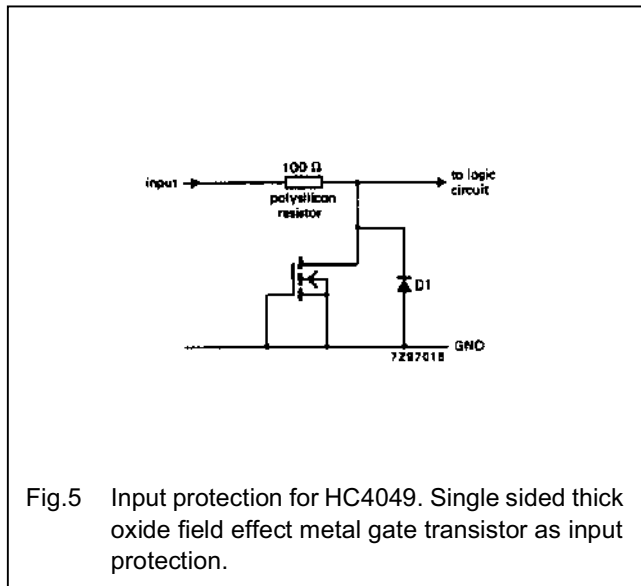 100 Ω
input
to logic
circuit
polysilicon
resistor
D1
GND
7Z97018
Fig.5 Input protection for HC4049. Single sided thick
oxide field effect metal gate transistor as input
protection.